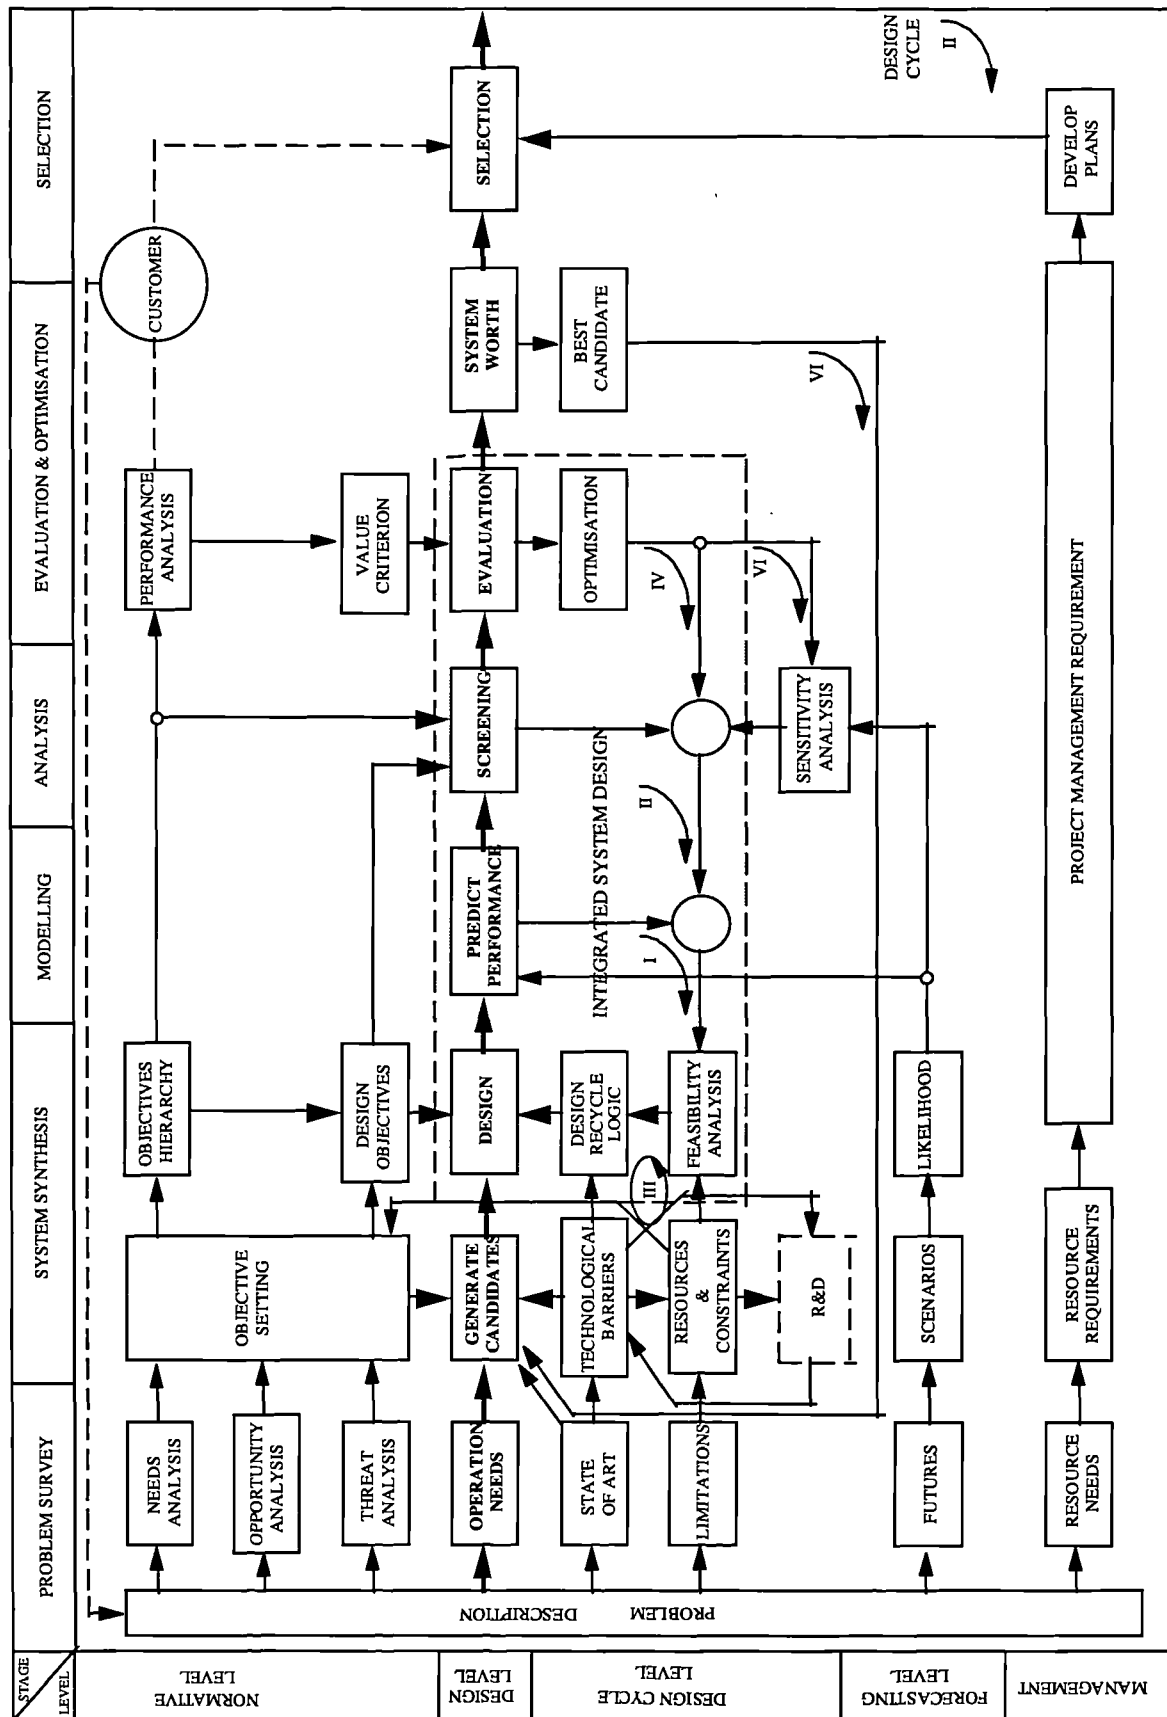 STAGE
LEVEL
PROBLEM SURVEY
SYSTEM SYNTHESIS
MODELLING
ANALYSIS
EVALUATION & OPTIMISATION
SELECTION
NORMATIVE
LEVEL
DESIGN
LEVEL
DESIGN CYCLE
LEVEL
FORECASTING
LEVEL
MANAGEMENT
PROBLEM
DESCRIPTION
NEEDS
ANALYSIS
OPPORTUNITY
ANALYSIS
THREAT
ANALYSIS
OBJECTIVE
SETTING
OBJECTIVES
HIERARCHY
DESIGN
OBJECTIVES
PERFORMANCE
ANALYSIS
VALUE
CRITERION
CUSTOMER
OPERATION
NEEDS
GENERATE
CANDIDATES
DESIGN
PREDICT
PERFORMANCE
SCREENING
EVALUATION
SYSTEM
WORTH
SELECTION
STATE
OF ART
TECHNOLOGICAL
BARRIERS
DESIGN
RECYCLE
LOGIC
INTEGRATED SYSTEM DESIGN
OPTIMISATION
BEST
CANDIDATE
III
I
II
IV
VI
VI
LIMITATIONS
RESOURCES
&
CONSTRAINTS
FEASIBILITY
ANALYSIS
R&D
SENSITIVITY
ANALYSIS
DESIGN
CYCLE
II
FUTURES
SCENARIOS
LIKELIHOOD
RESOURCE
NEEDS
RESOURCE
REQUIREMENTS
PROJECT MANAGEMENT REQUIREMENT
DEVELOP
PLANS